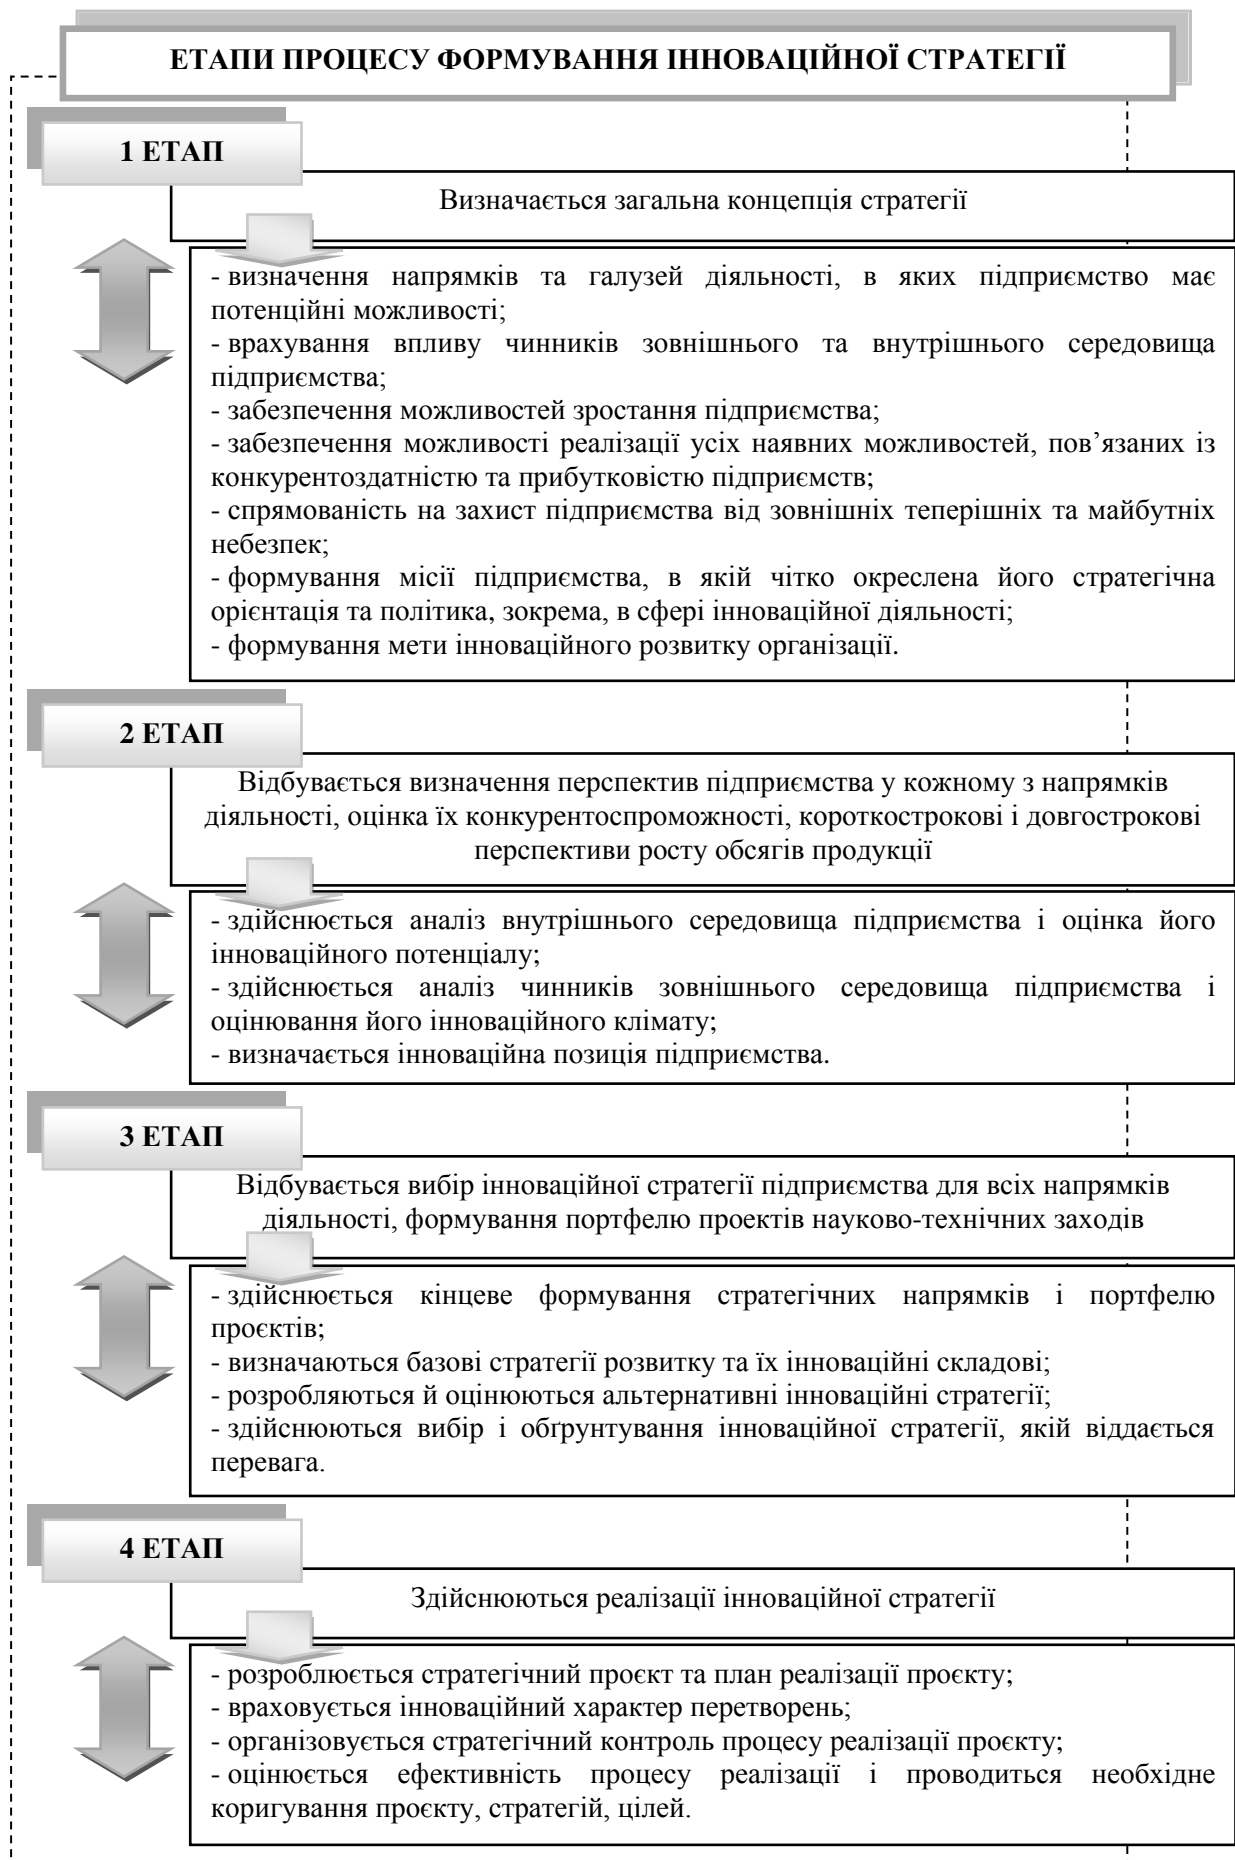 ЕТАПИ ПРОЦЕСУ ФОРМУВАННЯ ІННОВАЦІЙНОЇ СТРАТЕГІЇ
1 ЕТАП
Визначається загальна концепція стратегії
- визначення напрямків та галузей діяльності, в яких підприємство має
потенційні можливості;
- врахування впливу чинників зовнішнього та внутрішнього середовища
підприємства;
- забезпечення можливостей зростання підприємства;
- забезпечення можливості реалізації усіх наявних можливостей, пов’язаних із
конкурентоздатністю та прибутковістю підприємств;
- спрямованість на захист підприємства від зовнішніх теперішніх та майбутніх
небезпек;
- формування місії підприємства, в якій чітко окреслена його стратегічна
орієнтація та політика, зокрема, в сфері інноваційної діяльності;
- формування мети інноваційного розвитку організації.
2 ЕТАП
Відбувається визначення перспектив підприємства у кожному з напрямків
діяльності, оцінка їх конкурентоспроможності, короткострокові і довгострокові
перспективи росту обсягів продукції
- здійснюється аналіз внутрішнього середовища підприємства і оцінка його
інноваційного потенціалу;
- здійснюється аналіз чинників зовнішнього середовища підприємства і
оцінювання його інноваційного клімату;
- визначається інноваційна позиція підприємства.
3 ЕТАП
Відбувається вибір інноваційної стратегії підприємства для всіх напрямків
діяльності, формування портфелю проектів науково-технічних заходів
- здійснюється кінцеве формування стратегічних напрямків і портфелю
проєктів;
- визначаються базові стратегії розвитку та їх інноваційні складові;
- розробляються й оцінюються альтернативні інноваційні стратегії;
- здійснюються вибір і обґрунтування інноваційної стратегії, якій віддається
перевага.
4 ЕТАП
Здійснюються реалізації інноваційної стратегії
- розроблюється стратегічний проєкт та план реалізації проєкту;
- враховується інноваційний характер перетворень;
- організовується стратегічний контроль процесу реалізації проєкту;
- оцінюється ефективність процесу реалізації і проводиться необхідне
коригування проєкту, стратегій, цілей.